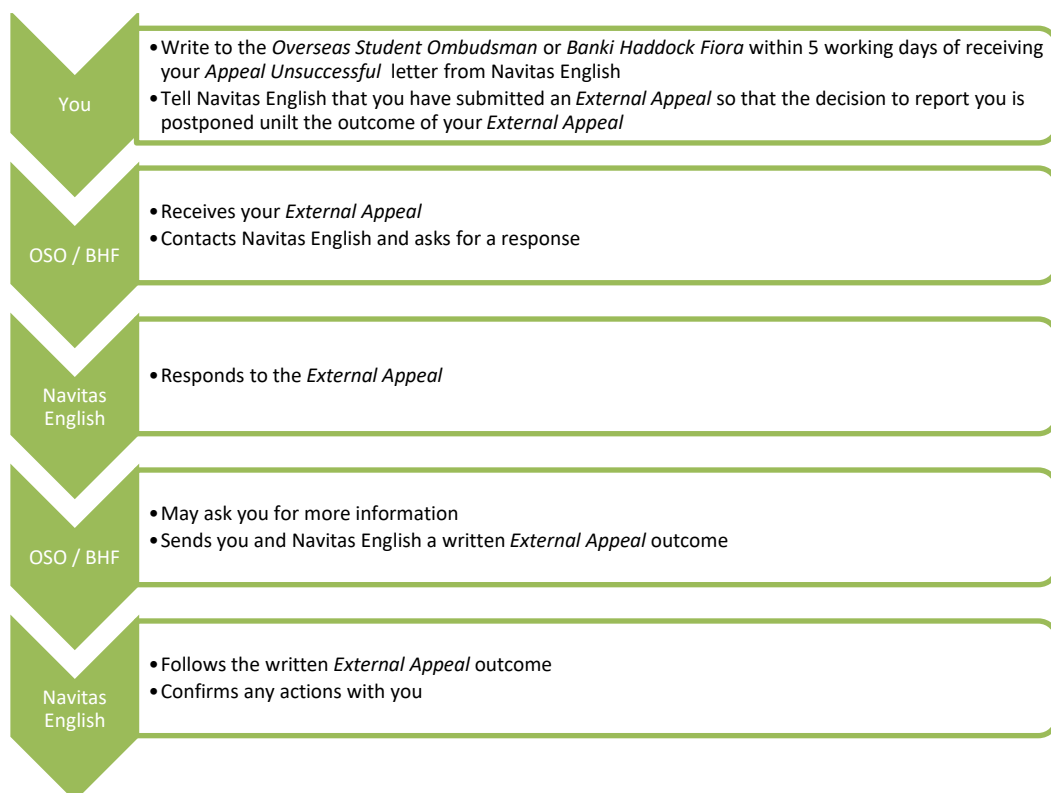 You
•Write to the Overseas Student Ombudsman or Banki Haddock Fiora within 5 working days of receiving
your Appeal Unsuccessful letter from Navitas English
•Tell Navitas English that you have submitted an External Appeal so that the decision to report you is
postponed unilt the outcome of your External Appeal
OSO / BHF
•Receives your External Appeal
•Contacts Navitas English and asks for a response
Navitas
English
•Responds to the External Appeal
OSO / BHF
•May ask you for more information
•Sends you and Navitas English a written External Appeal outcome
Navitas
English
•Follows the written External Appeal outcome
•Confirms any actions with you